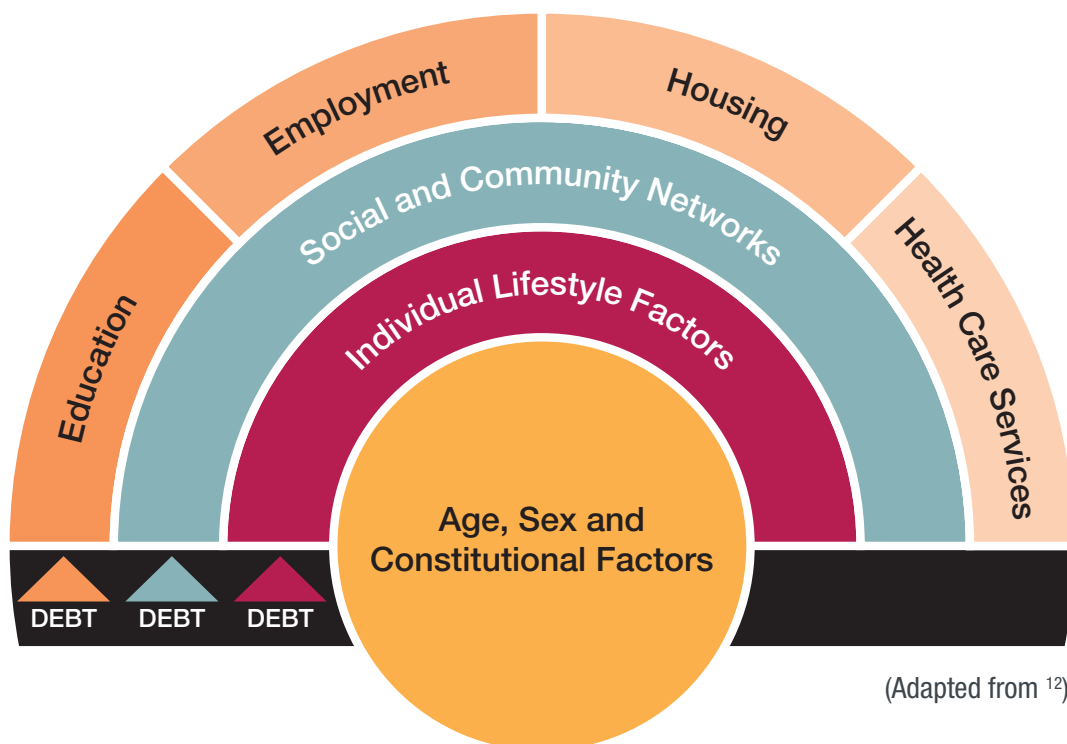 Education
Employment
Housing
Health Care Services
Social and Community Networks
Individual Lifestyle Factors
Age, Sex and
Constitutional Factors
DEBT
DEBT
DEBT
(Adapted from ¹²)